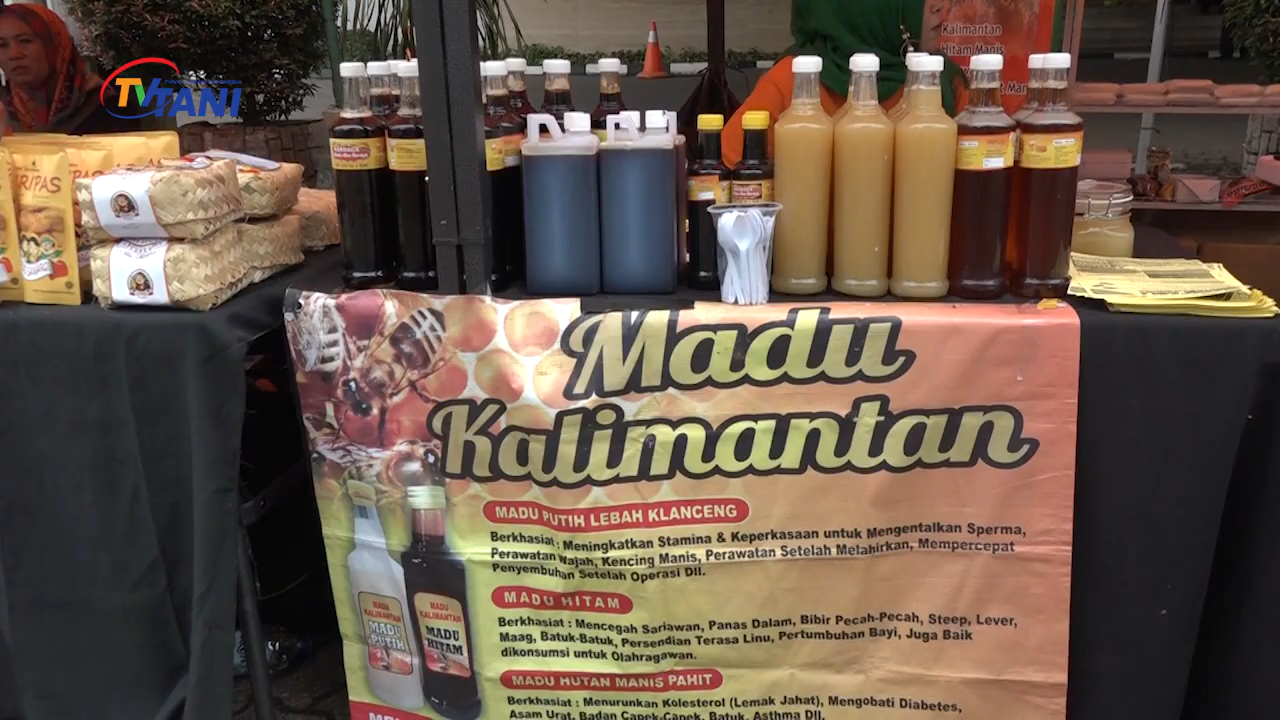 TVTANI
Kalimantan
Hitam Manis
ARIPAS
Madu
Kalimantan
MADU PUTIH LEBAH KLANCENG
Berkhasiat : Meningkatkan Stamina & Keperkasaan untuk Mengentalkan Sperma,
Perawatan Wajah, Kencing Manis, Perawatan Setelah Melahirkan, Mempercepat
Penyembuhan Setelah Operasi Dll.
MADU HITAM
Berkhasiat : Mencegah Sariawan, Panas Dalam, Bibir Pecah-Pecah, Steep, Lever,
Maag, Batuk-Batuk, Persendian Terasa Linu, Pertumbuhan Bayi, Juga Baik
dikonsumsi untuk Olahragawan.
MADU HUTAN MANIS PAHIT
Berkhasiat : Menurunkan Kolesterol (Lemak Jahat), Mengobati Diabetes,
Asam Urat, Badan Capek-Capek, Batuk, Asthma Dll.
MADU
KALIMANTAN
MADU
PUTIH
MADU
KALIMANTAN
MADU
HITAM